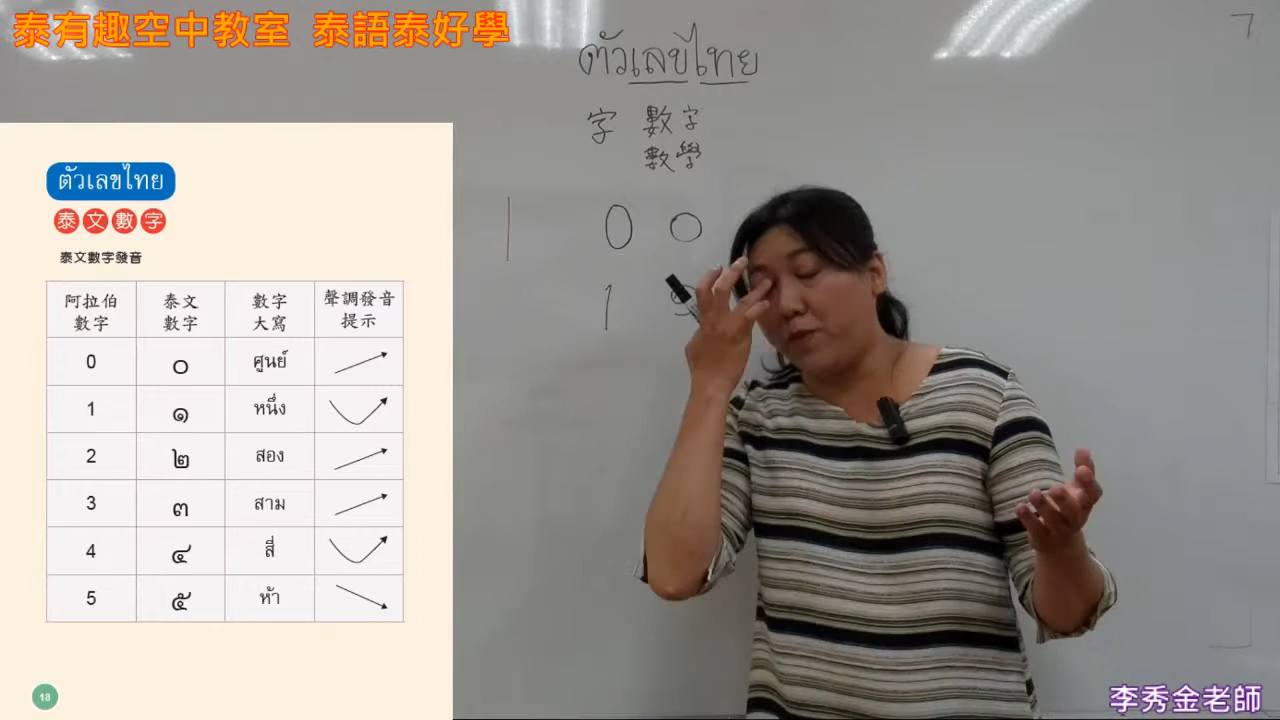 泰有趣空中教室 泰語泰好學
7
ตัวเลขไทย
字 數字
數學
1 0 0
1
ตัวเลขไทย
泰文數字
泰文數字發音
阿拉伯數字 泰文數字 數字大寫 聲調發音提示
0 ๐ ศูนย์
1 ๑ หนึ่ง
2 ๒ สอง
3 ๓ สาม
4 ๔ สี่
5 ๕ ห้า
18
李秀金老師